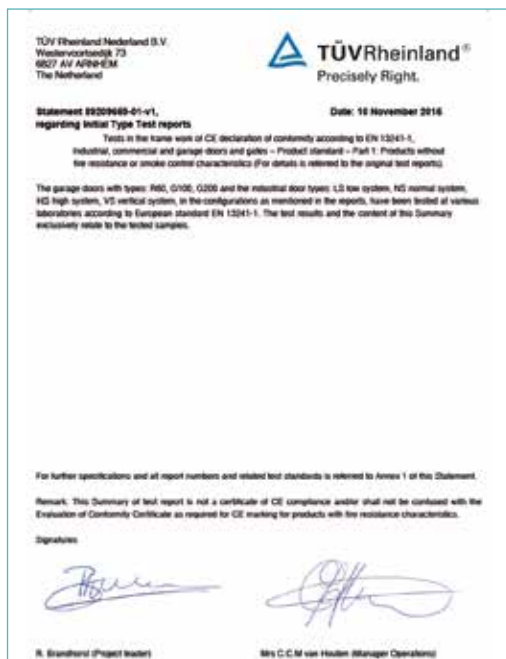 TÜV Rheinland Nederland B.V.
Westervoortsedijk 73
6827 AV ARNHEM
The Netherland
TÜVRheinland®
Precisely Right.
Statement 89209660-01-v1,
regarding Initial Type Test reports
Date: 10 November 2016
Tests in the frame work of CE declaration of conformity according to EN 13241-1,
Industrial, commercial and garage doors and gates – Product standard – Part 1: Products without
fire resistance or smoke control characteristics (For details is referred to the original test reports).
The garage doors with types: R60, G100, G200 and the industrial door types: LS low system, NS normal system,
HS high system, VS vertical system, in the configurations as mentioned in the reports, have been tested at various
laboratories according to European standard EN 13241-1. The test results and the content of this Summary
exclusively relate to the tested samples.
For further specifications and all report numbers and related test standards is referred to Annex 1 of this Statement.
Remark: This Summary of test report is not a certificate of CE compliance and/or shall not be confused with the
Evaluation of Conformity Certificate as required for CE marking for products with fire resistance characteristics.
Signatures
R. Brandhorst (Project leader)
Mrs C.C.M van Houten (Manager Operations)